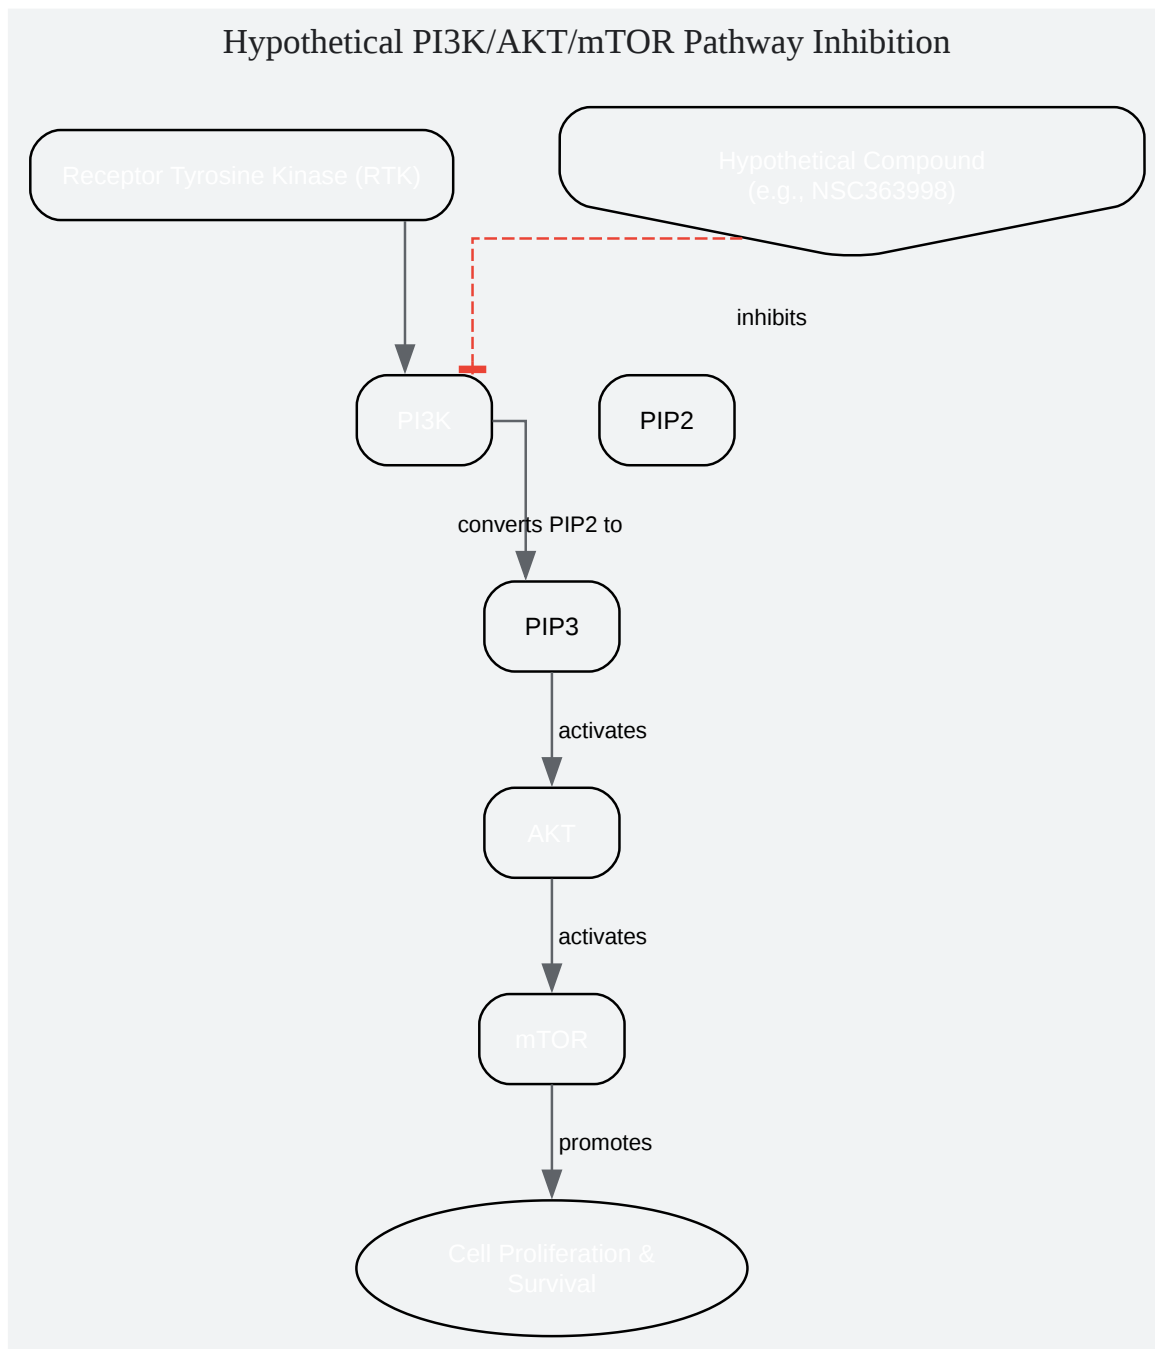 Hypothetical PI3K/AKT/mTOR Pathway Inhibition
Receptor Tyrosine Kinase (RTK)
Hypothetical Compound
(e.g., NSC363998)
inhibits
PI3K
PIP2
converts PIP2 to
PIP3
activates
AKT
activates
mTOR
promotes
Cell Proliferation &
Survival